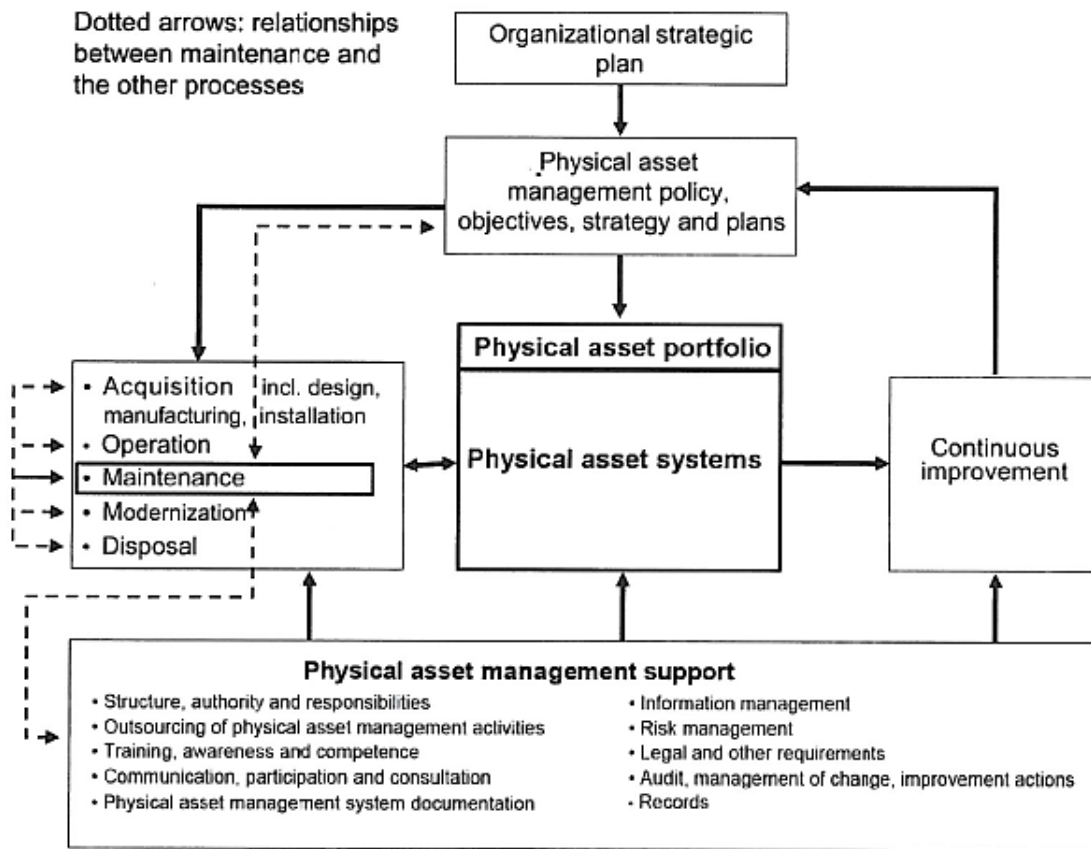 Dotted arrows: relationships
between maintenance and
the other processes
Organizational strategic
plan
Physical asset
management policy,
objectives, strategy and plans
Physical asset portfolio
Physical asset systems
• Acquisition incl. design,
manufacturing, installation
• Operation
• Maintenance
• Modernization
• Disposal
Continuous
improvement
Physical asset management support
• Structure, authority and responsibilities
• Outsourcing of physical asset management activities
• Training, awareness and competence
• Communication, participation and consultation
• Physical asset management system documentation
• Information management
• Risk management
• Legal and other requirements
• Audit, management of change, improvement actions
• Records